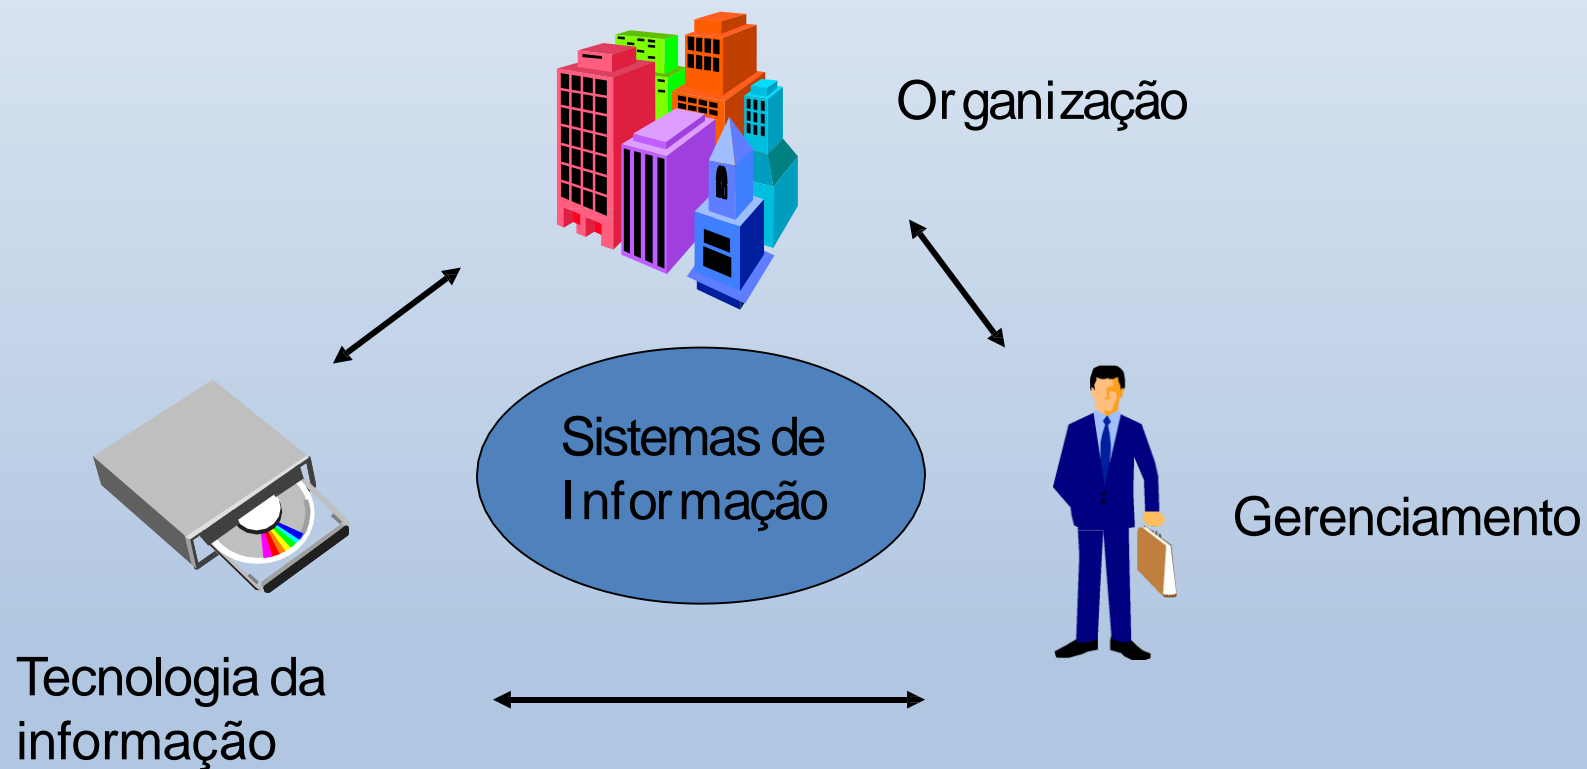 Organização
Sistemas de
Informação
Gerenciamento
Tecnologia da
informação